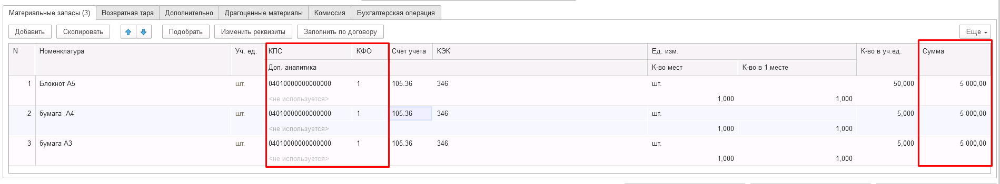 Материальные запасы (3) Возвратная тара Дополнительно Драгоценные материалы Комиссия Бухгалтерская операция
Добавить Скопировать Подобрать Изменить реквизиты Заполнить по договору Еще
N Номенклатура Уч. ед. КПС КФО Счет учета КЭК Ед. изм. К-во в уч.ед. Сумма
Доп. аналитика К-во мест К-во в 1 месте
1 Блокнот А5 шт. 04010000000000000 1 105.36 346 шт. 50,000 5 000,00
<не используется> 1,000 1,000
2 бумага А4 шт. 04010000000000000 1 105.36 346 шт. 5,000 5 000,00
<не используется> 1,000 1,000
3 бумага А3 шт. 04010000000000000 1 105.36 346 шт. 5,000 5 000,00
<не используется> 1,000 1,000